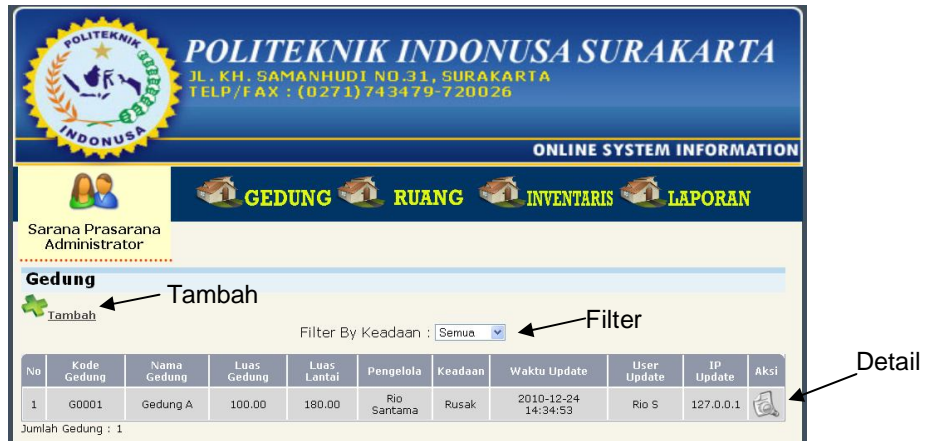 POLITEKNIK
INDONUSA
POLITEKNIK INDONUSA SURAKARTA
JL. KH. SAMANHUDI NO.31, SURAKARTA
TELP/FAX : (0271)743479-720026
ONLINE SYSTEM INFORMATION
GEDUNG RUANG INVENTARIS LAPORAN
Sarana Prasarana
Administrator
Gedung
Tambah
Tambah
Filter By Keadaan : Semua
Filter
Detail
No Kode Gedung Nama Gedung Luas Gedung Luas Lantai Pengelola Keadaan Waktu Update User Update IP Update Aksi
1 G0001 Gedung A 100.00 180.00 Rio Santama Rusak 2010-12-24 14:34:53 Rio S 127.0.0.1
Jumlah Gedung : 1